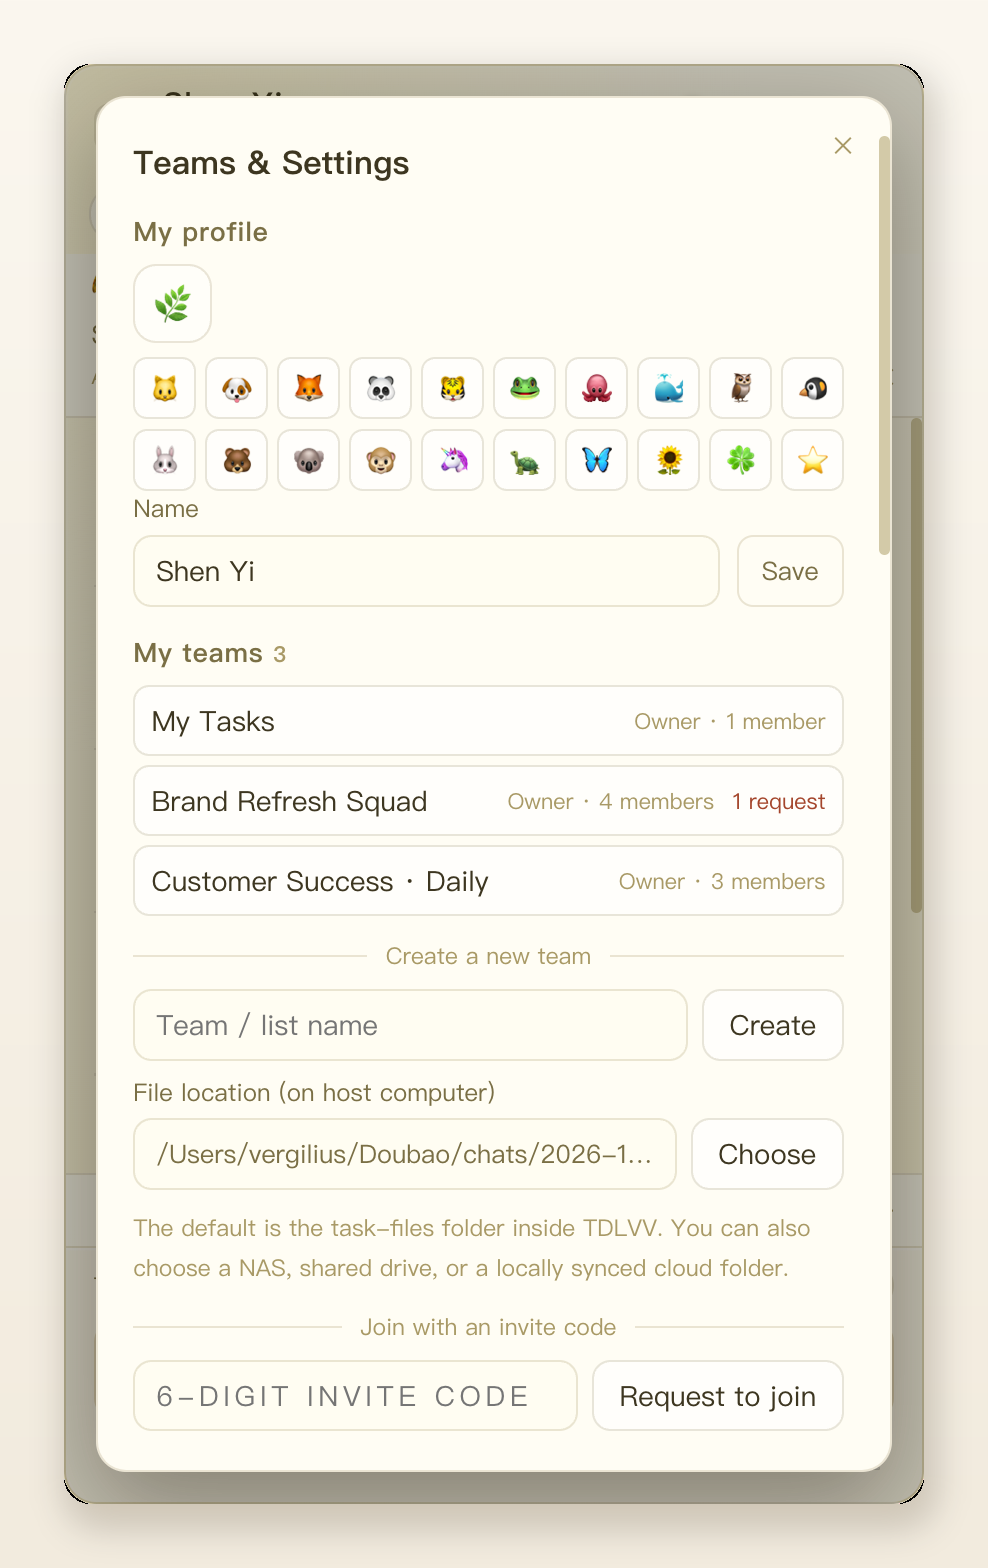 Teams & Settings
My profile
Name
Shen Yi
Save
My teams 3
My Tasks
Owner · 1 member
Brand Refresh Squad
Owner · 4 members 1 request
Customer Success · Daily
Owner · 3 members
Create a new team
Team / list name
Create
File location (on host computer)
/Users/vergilius/Doubao/chats/2026–1...
Choose
The default is the task–files folder inside TDLVV. You can also
choose a NAS, shared drive, or a locally synced cloud folder.
Join with an invite code
6–DIGIT INVITE CODE
Request to join